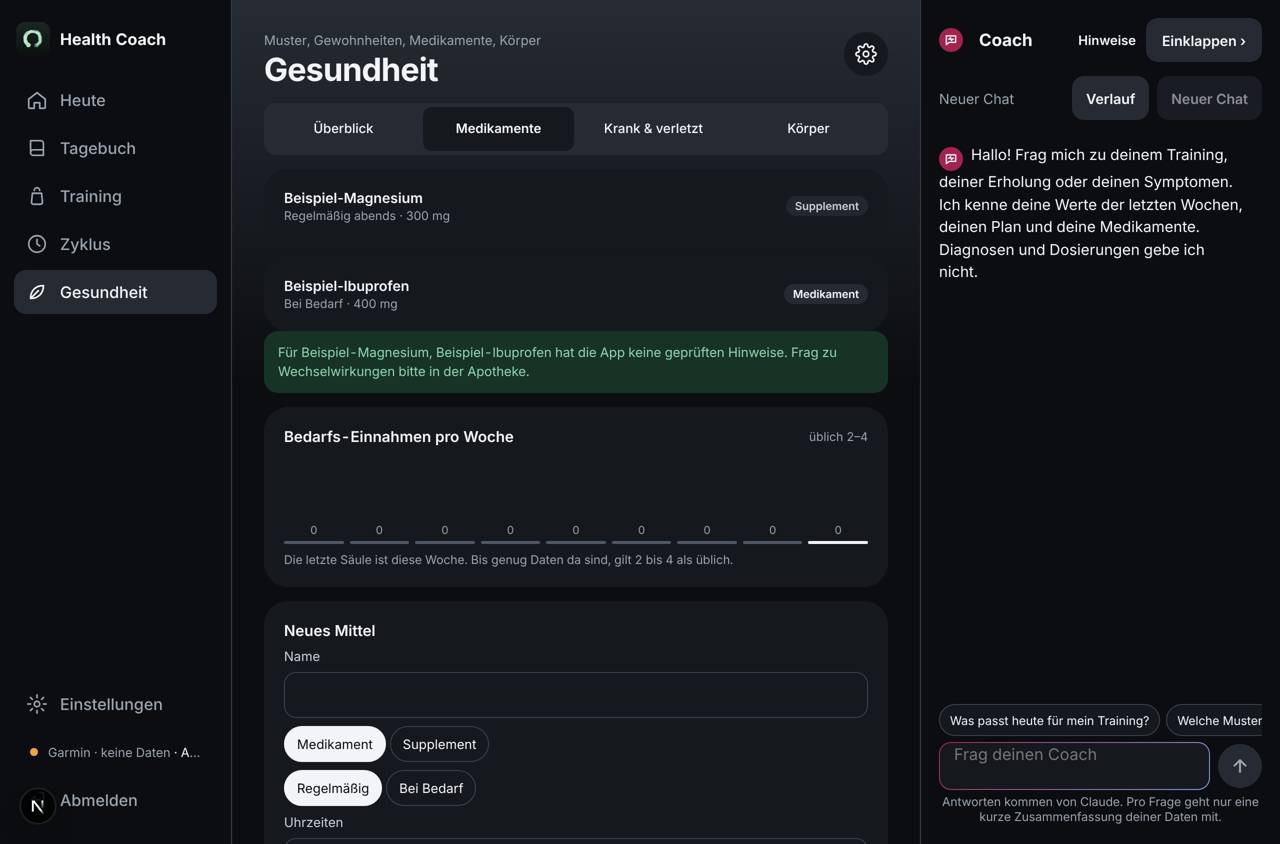 Health Coach
Heute
Tagebuch
Training
Zyklus
Gesundheit
Einstellungen
Garmin · keine Daten · A...
N
Abmelden
Muster, Gewohnheiten, Medikamente, Körper
Gesundheit
Überblick
Medikamente
Krank & verletzt
Körper
Beispiel-Magnesium
Regelmäßig abends · 300 mg
Supplement
Beispiel-Ibuprofen
Bei Bedarf · 400 mg
Medikament
Für Beispiel-Magnesium, Beispiel-Ibuprofen hat die App keine geprüften Hinweise. Frag zu
Wechselwirkungen bitte in der Apotheke.
Bedarfs-Einnahmen pro Woche
üblich 2–4
0 0 0 0 0 0 0 0 0
Die letzte Säule ist diese Woche. Bis genug Daten da sind, gilt 2 bis 4 als üblich.
Neues Mittel
Name
Medikament
Supplement
Regelmäßig
Bei Bedarf
Uhrzeiten
Coach
Hinweise
Einklappen ›
Neuer Chat
Verlauf
Neuer Chat
Hallo! Frag mich zu deinem Training,
deiner Erholung oder deinen Symptomen.
Ich kenne deine Werte der letzten Wochen,
deinen Plan und deine Medikamente.
Diagnosen und Dosierungen gebe ich
nicht.
Was passt heute für mein Training?
Welche Muster
Frag deinen Coach
Antworten kommen von Claude. Pro Frage geht nur eine
kurze Zusammenfassung deiner Daten mit.